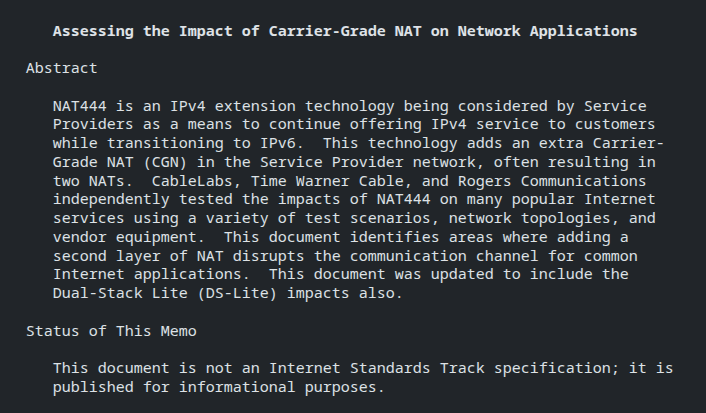 Assessing the Impact of Carrier-Grade NAT on Network Applications
Abstract
NAT444 is an IPv4 extension technology being considered by Service
Providers as a means to continue offering IPv4 service to customers
while transitioning to IPv6.  This technology adds an extra Carrier-
Grade NAT (CGN) in the Service Provider network, often resulting in
two NATs.  CableLabs, Time Warner Cable, and Rogers Communications
independently tested the impacts of NAT444 on many popular Internet
services using a variety of test scenarios, network topologies, and
vendor equipment.  This document identifies areas where adding a
second layer of NAT disrupts the communication channel for common
Internet applications.  This document was updated to include the
Dual-Stack Lite (DS-Lite) impacts also.
Status of This Memo
This document is not an Internet Standards Track specification; it is
published for informational purposes.